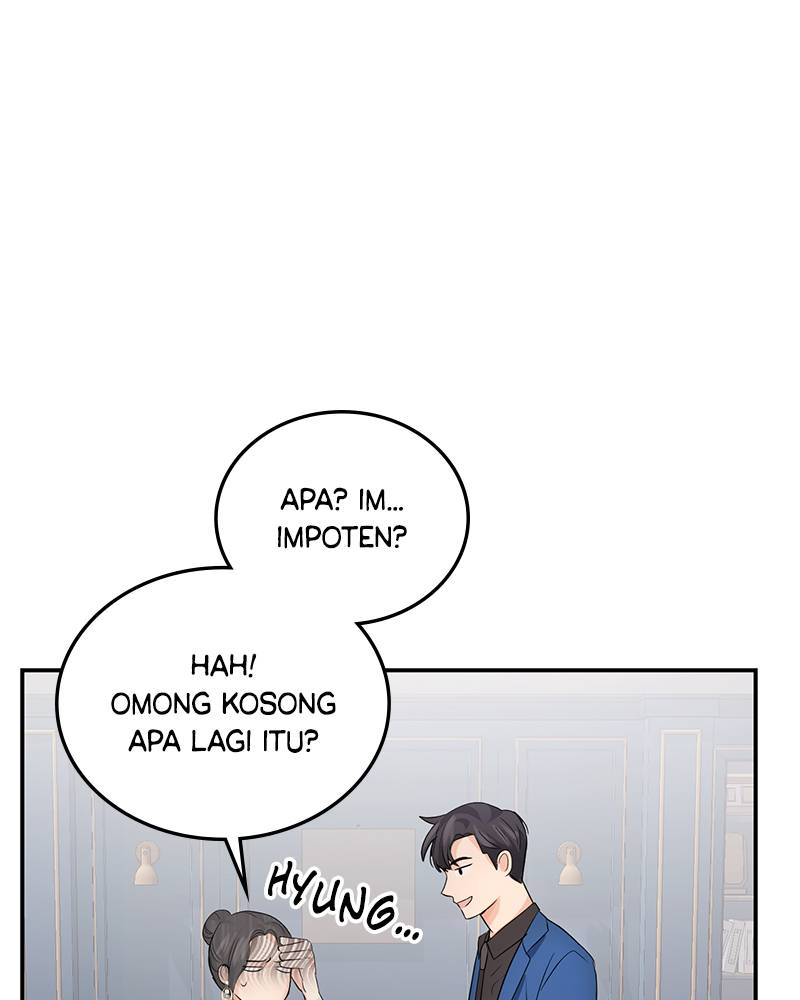 APA? IM...
IMPOTEN?
HAH!
OMONG KOSONG
APA LAGI ITU?
HYUNG...